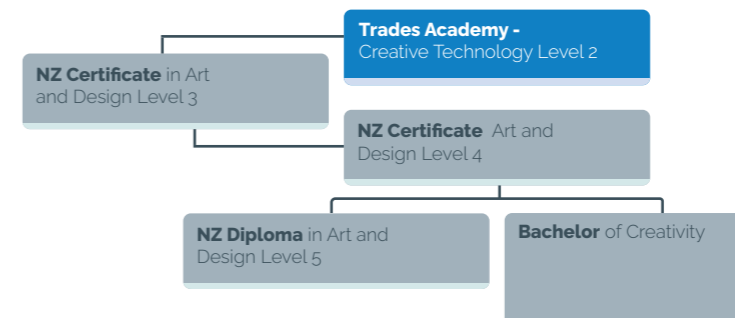 Trades Academy -
Creative Technology Level 2
NZ Certificate in Art
and Design Level 3
NZ Certificate Art and
Design Level 4
NZ Diploma in Art and
Design Level 5
Bachelor of Creativity